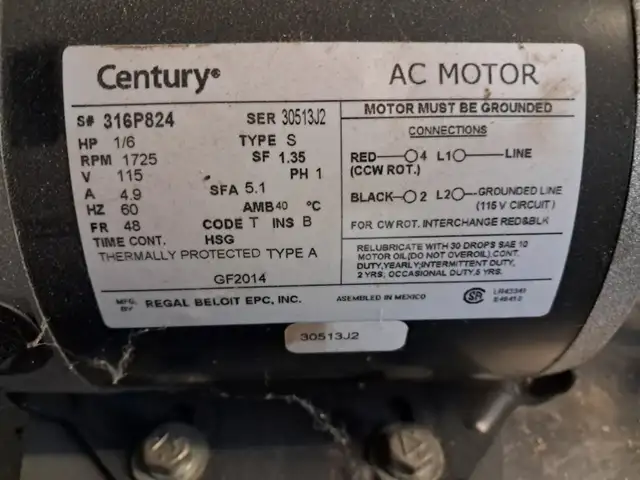 Century®
AC MOTOR
S# 316P824 SER 30513J2
HP 1/6 TYPE S
RPM 1725 SF 1.35
V 115 PH 1
A 4.9 SFA 5.1
HZ 60 AMB 40 °C
FR 48 CODE T INS B
TIME CONT. HSG
THERMALLY PROTECTED TYPE A
GF2014
MOTOR MUST BE GROUNDED
CONNECTIONS
RED 4 L1 LINE
(CCW ROT.)
BLACK 2 L2 GROUNDED LINE
(115 V CIRCUIT)
FOR CW ROT. INTERCHANGE RED&BLK
RELUBRICATE WITH 30 DROPS SAE 10
MOTOR OIL(DO NOT OVEROIL).CONT.
DUTY,YEARLY;INTERMITTENT DUTY,
2 YRS, OCCASIONAL DUTY.5 YRS.
MFG. BY REGAL BELOIT EPC, INC. ASEMBLED IN MEXICO
30513J2